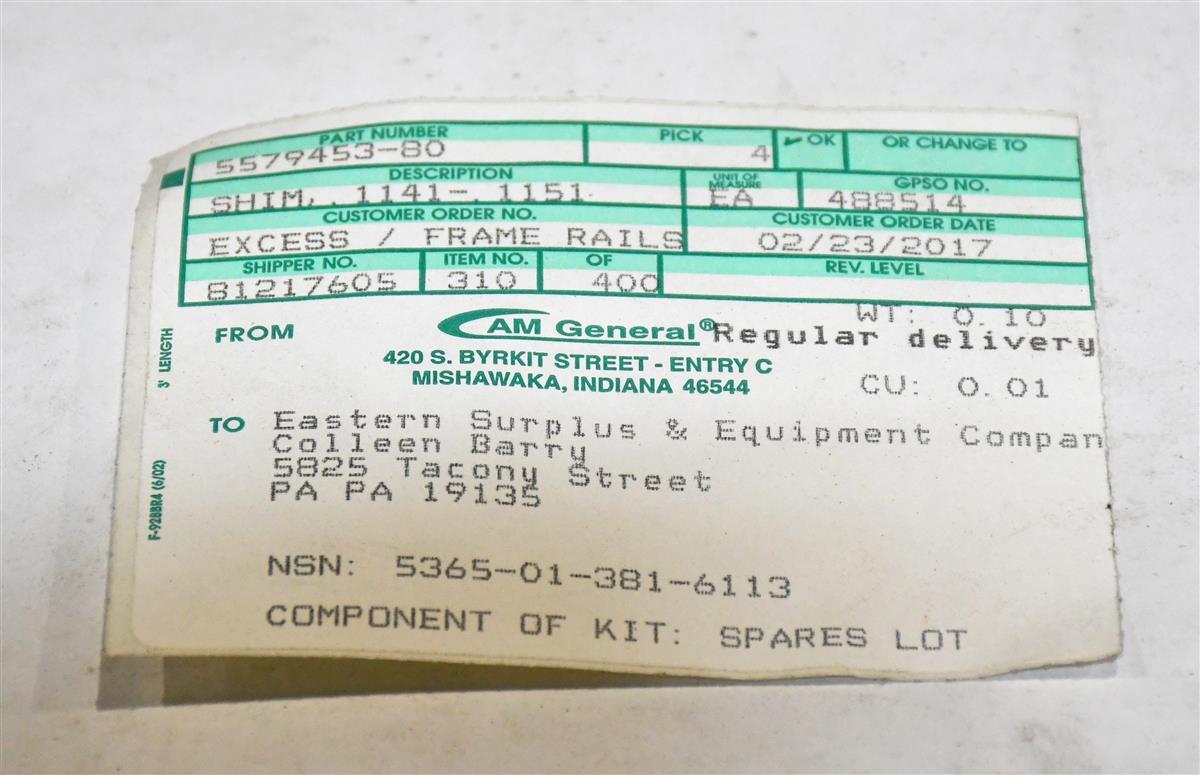 PART NUMBER PICK OK OR CHANGE TO
5579453-80 4
DESCRIPTION UNIT OF MEASURE GPSO NO.
SHIM, . 1141- . 1151 EA 488514
CUSTOMER ORDER NO. CUSTOMER ORDER DATE
EXCESS / FRAME RAILS 02/23/2017
SHIPPER NO. ITEM NO. OF REV. LEVEL
81217605 310 400
WT: 0.10
FROM AM General® Regular delivery
420 S. BYRKIT STREET - ENTRY C
MISHAWAKA, INDIANA 46544
CU: 0.01
TO Eastern Surplus & Equipment Compan
Colleen Barry
5825 Tacony Street
PA PA 19135
NSN: 5365-01-381-6113
COMPONENT OF KIT: SPARES LOT
3' LENGTH
F-928BR4 (6/02)